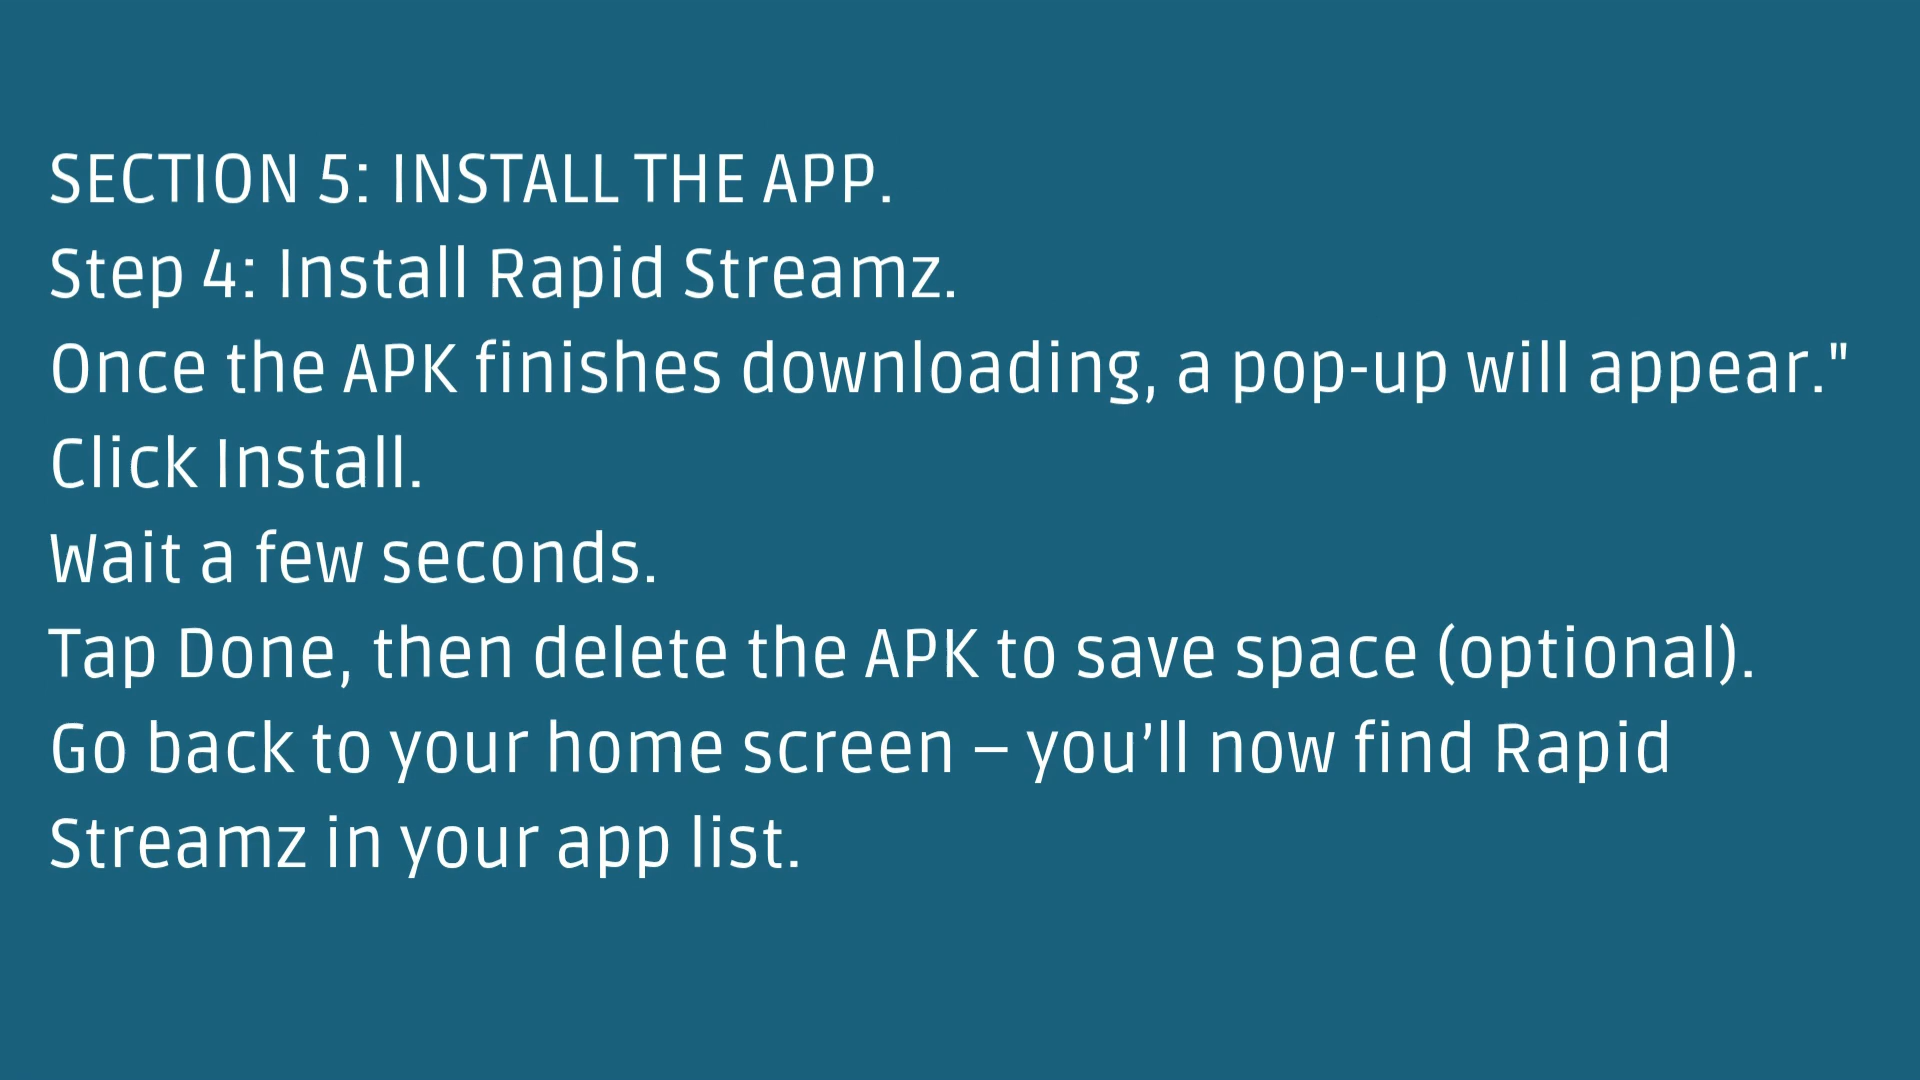 SECTION 5: INSTALL THE APP.
Step 4: Install Rapid Streamz.
Once the APK finishes downloading, a pop-up will appear."
Click Install.
Wait a few seconds.
Tap Done, then delete the APK to save space (optional).
Go back to your home screen – you’ll now find Rapid
Streamz in your app list.